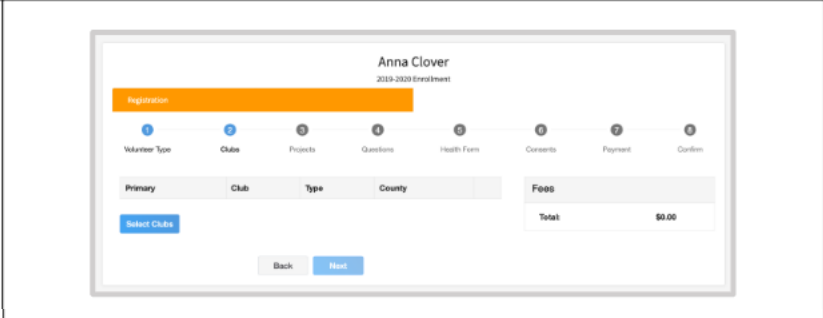 Anna Clover
2019-2020 Enrollment
Registration
1 2 3 4 5 6 7 8
Volunteer Type Clubs Projects Questions Health Form Consents Payment Confirm
Primary Club Type County
Fees
Total: $0.00
Select Clubs
Back Next